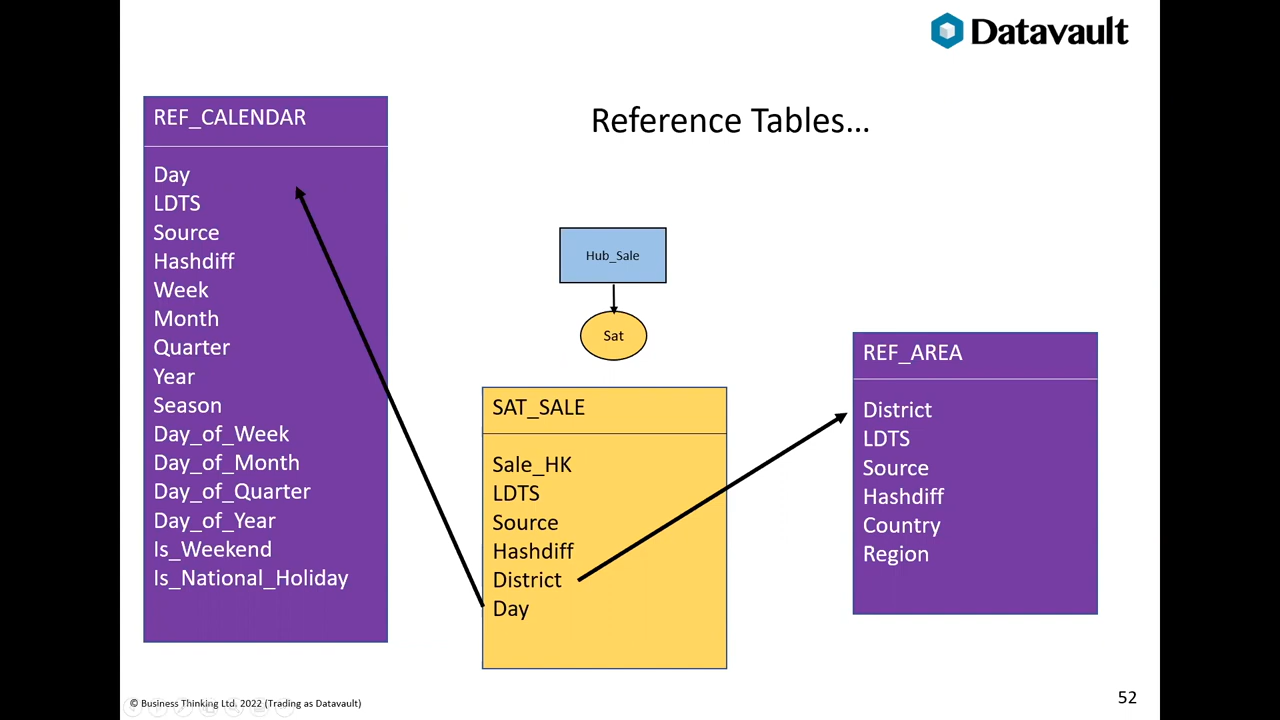 Datavault
Reference Tables...
REF_CALENDAR
Day
LDTS
Source
Hashdiff
Week
Month
Quarter
Year
Season
Day_of_Week
Day_of_Month
Day_of_Quarter
Day_of_Year
Is_Weekend
Is_National_Holiday
Hub_Sale
Sat
SAT_SALE
Sale_HK
LDTS
Source
Hashdiff
District
Day
REF_AREA
District
LDTS
Source
Hashdiff
Country
Region
© Business Thinking Ltd. 2022 (Trading as Datavault)
52